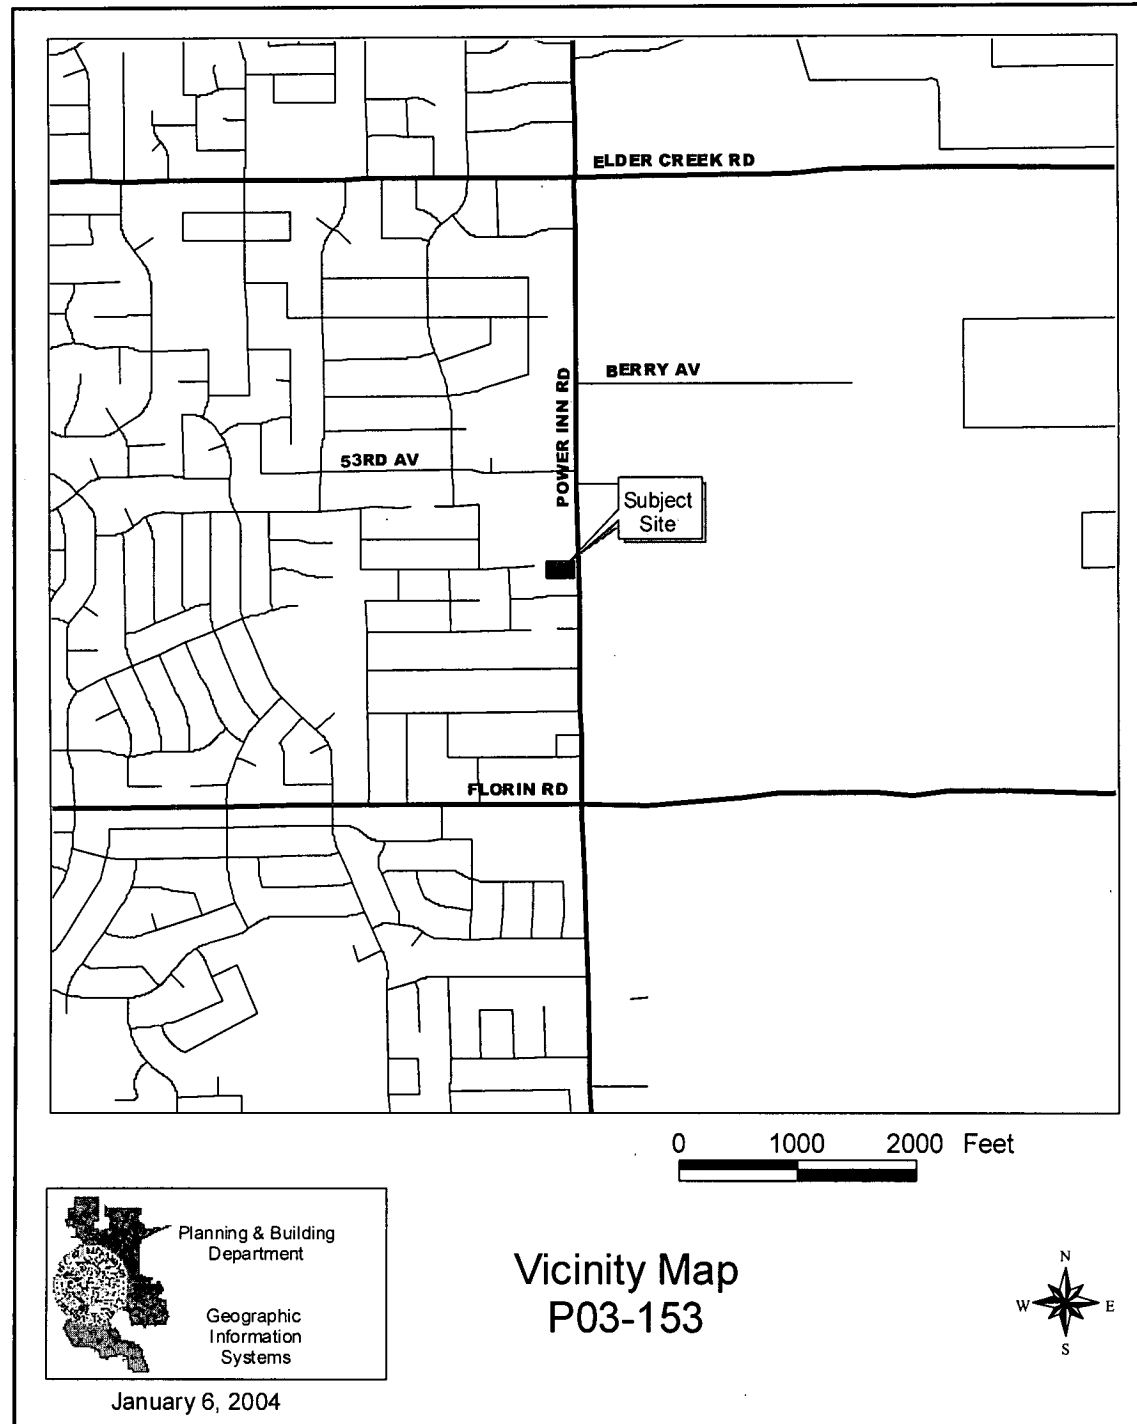 ELDER CREEK RD
BERRY AV
POWER INN RD
53RD AV
Subject
Site
FLORIN RD
0 1000 2000 Feet
Planning & Building
Department
Geographic
Information
Systems
Vicinity Map
P03-153
N
W E
S
January 6, 2004